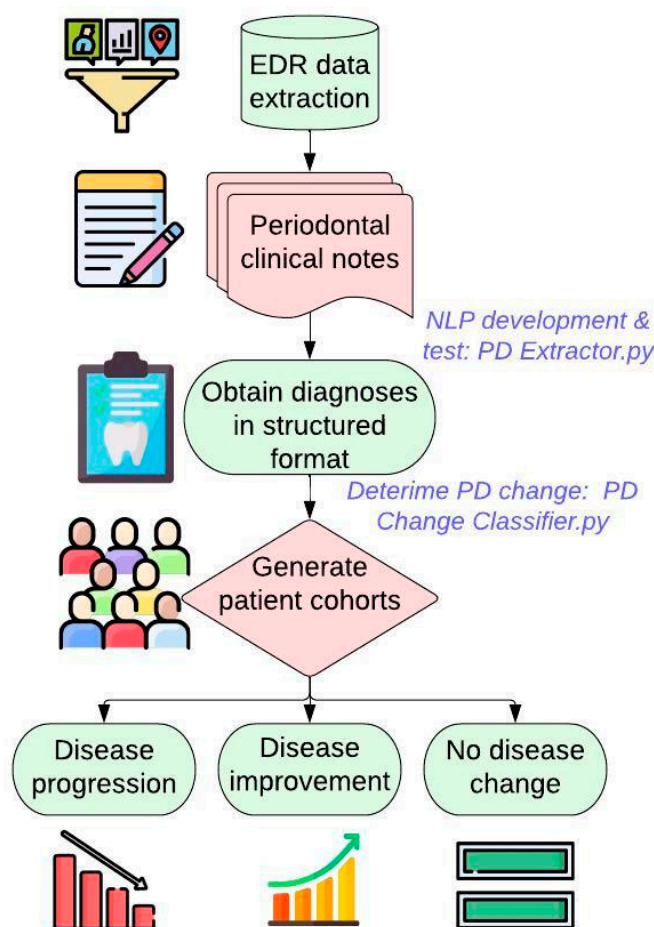 EDR data
extraction
Periodontal
clinical notes
NLP development &
test: PD Extractor.py
Obtain diagnoses
in structured
format
Deterime PD change:  PD
Change Classifier.py
Generate
patient cohorts
Disease
progression
Disease
improvement
No disease
change